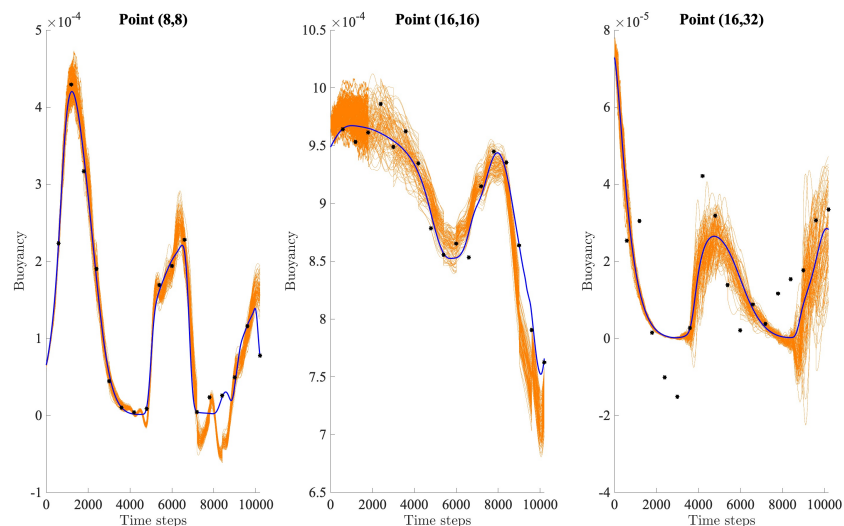 Point (8,8)
5 ×10⁻⁴
4
3
2
1
0
-1
Buoyancy
0 2000 4000 6000 8000 10000
Time steps
Point (16,16)
10.5 ×10⁻⁴
10
9.5
9
8.5
8
7.5
7
6.5
Buoyancy
0 2000 4000 6000 8000 10000
Time steps
Point (16,32)
8 ×10⁻⁵
6
4
2
0
-2
-4
Buoyancy
0 2000 4000 6000 8000 10000
Time steps